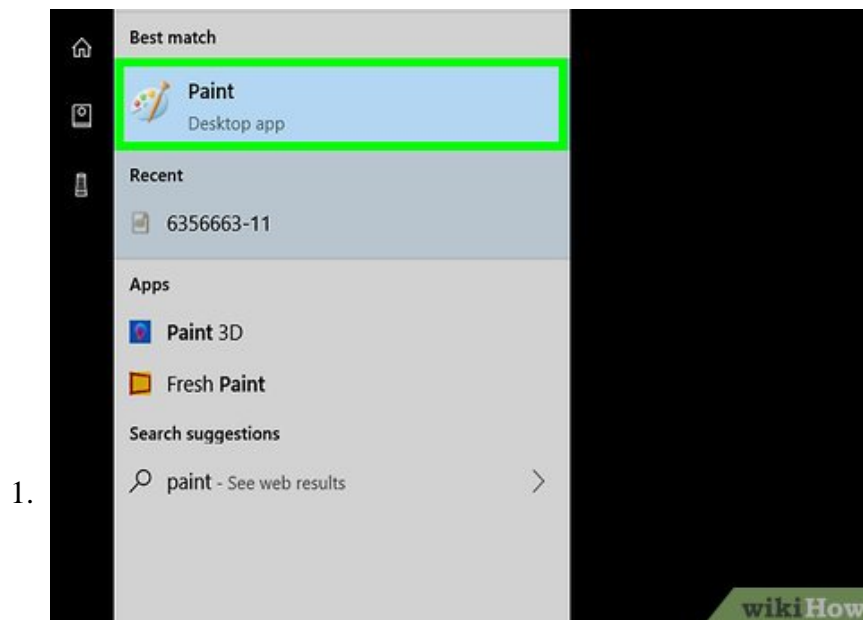 Best match
Paint
Desktop app
Recent
6356663-11
Apps
Paint 3D
Fresh Paint
Search suggestions
paint - See web results
1.
wikiHow